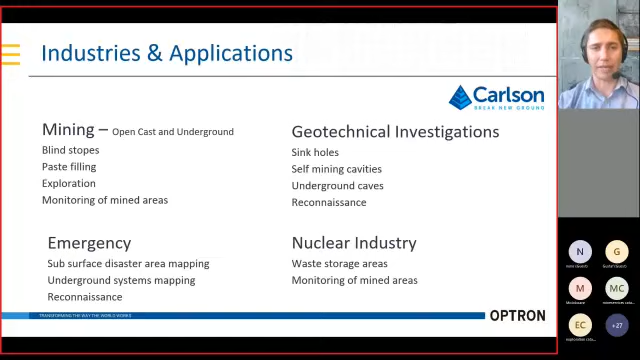 Industries & Applications
Carlson
BREAK NEW GROUND
Mining – Open Cast and Underground
Blind stopes
Paste filling
Exploration
Monitoring of mined areas
Geotechnical Investigations
Sink holes
Self mining cavities
Underground caves
Reconnaissance
Emergency
Sub surface disaster area mapping
Underground systems mapping
Reconnaissance
Nuclear Industry
Waste storage areas
Monitoring of mined areas
TRANSFORMING THE WAY THE WORLD WORKS
OPTRON
N
G
M
MC
EC
+27